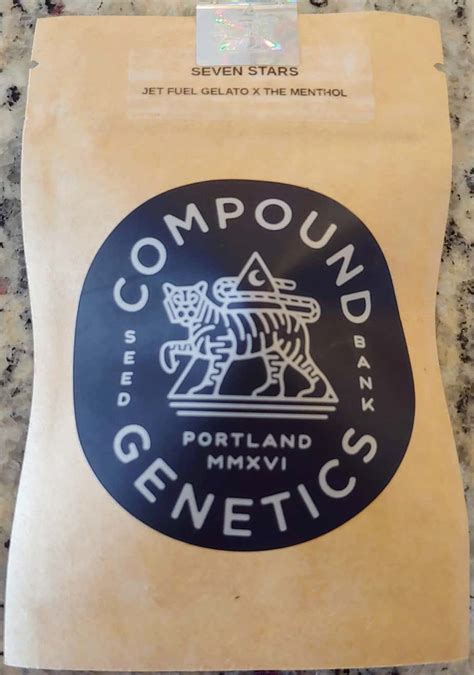 SEVEN STARS
JET FUEL GELATO X THE MENTHOL
COMPOUND
SEED
BANK
PORTLAND
MMXVI
GENETICS